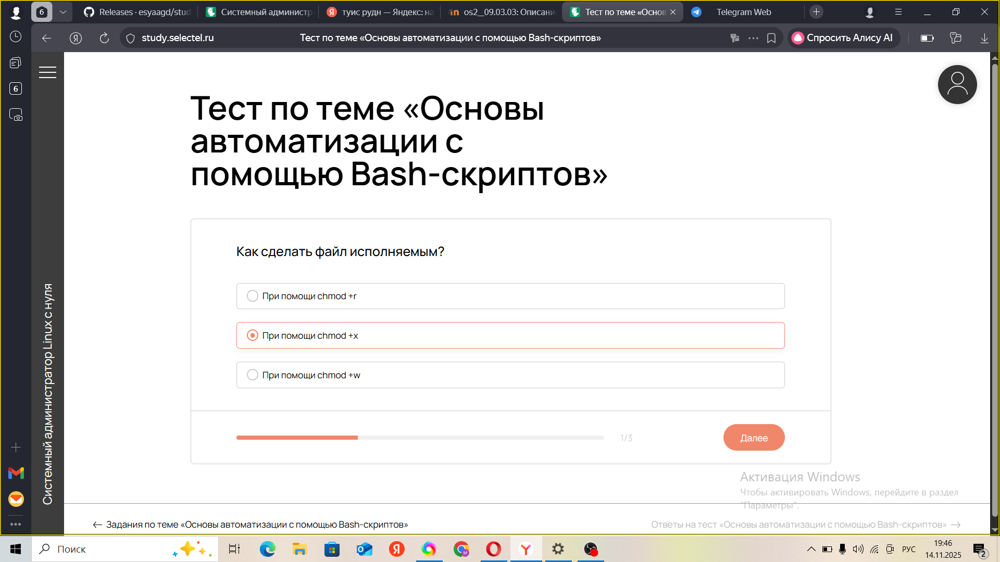 6
Releases · esyaagd/stud
Системный администр
туис рудн — Яндекс: на
os2__09.03.03: Описани
Тест по теме «Основ
Telegram Web
study.selectel.ru
Тест по теме «Основы автоматизации с помощью Bash-скриптов»
Спросить Алису AI
6
Системный администратор Linux с нуля
Тест по теме «Основы
автоматизации с
помощью Bash-скриптов»
Как сделать файл исполняемым?
При помощи chmod +r
При помощи chmod +x
При помощи chmod +w
1/3
Далее
Активация Windows
Чтобы активировать Windows, перейдите в раздел
"Параметры".
← Задания по теме «Основы автоматизации с помощью Bash-скриптов»
Ответы на тест «Основы автоматизации с помощью Bash-скриптов» →
Поиск
РУС
19:46
14.11.2025
2